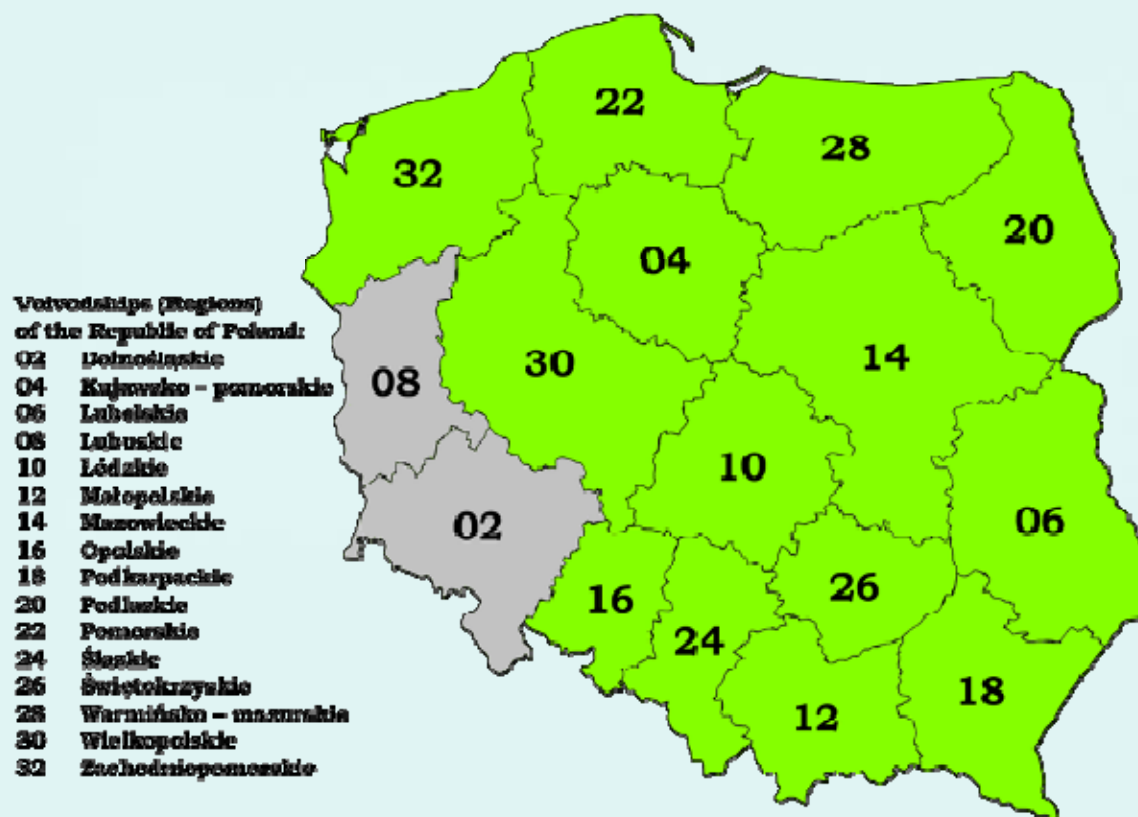 Voivodships (Regions)
of the Republic of Poland:
02 Dolnośląskie
04 Kujawsko – pomorskie
06 Lubelskie
08 Lubuskie
10 Łódzkie
12 Małopolskie
14 Mazowieckie
16 Opolskie
18 Podkarpackie
20 Podlaskie
22 Pomorskie
24 Śląskie
26 Świętokrzyskie
28 Warmińsko – mazurskie
30 Wielkopolskie
32 Zachodniopomorskie
22
28
32
20
04
30
14
08
10
02
06
26
16
24
18
12